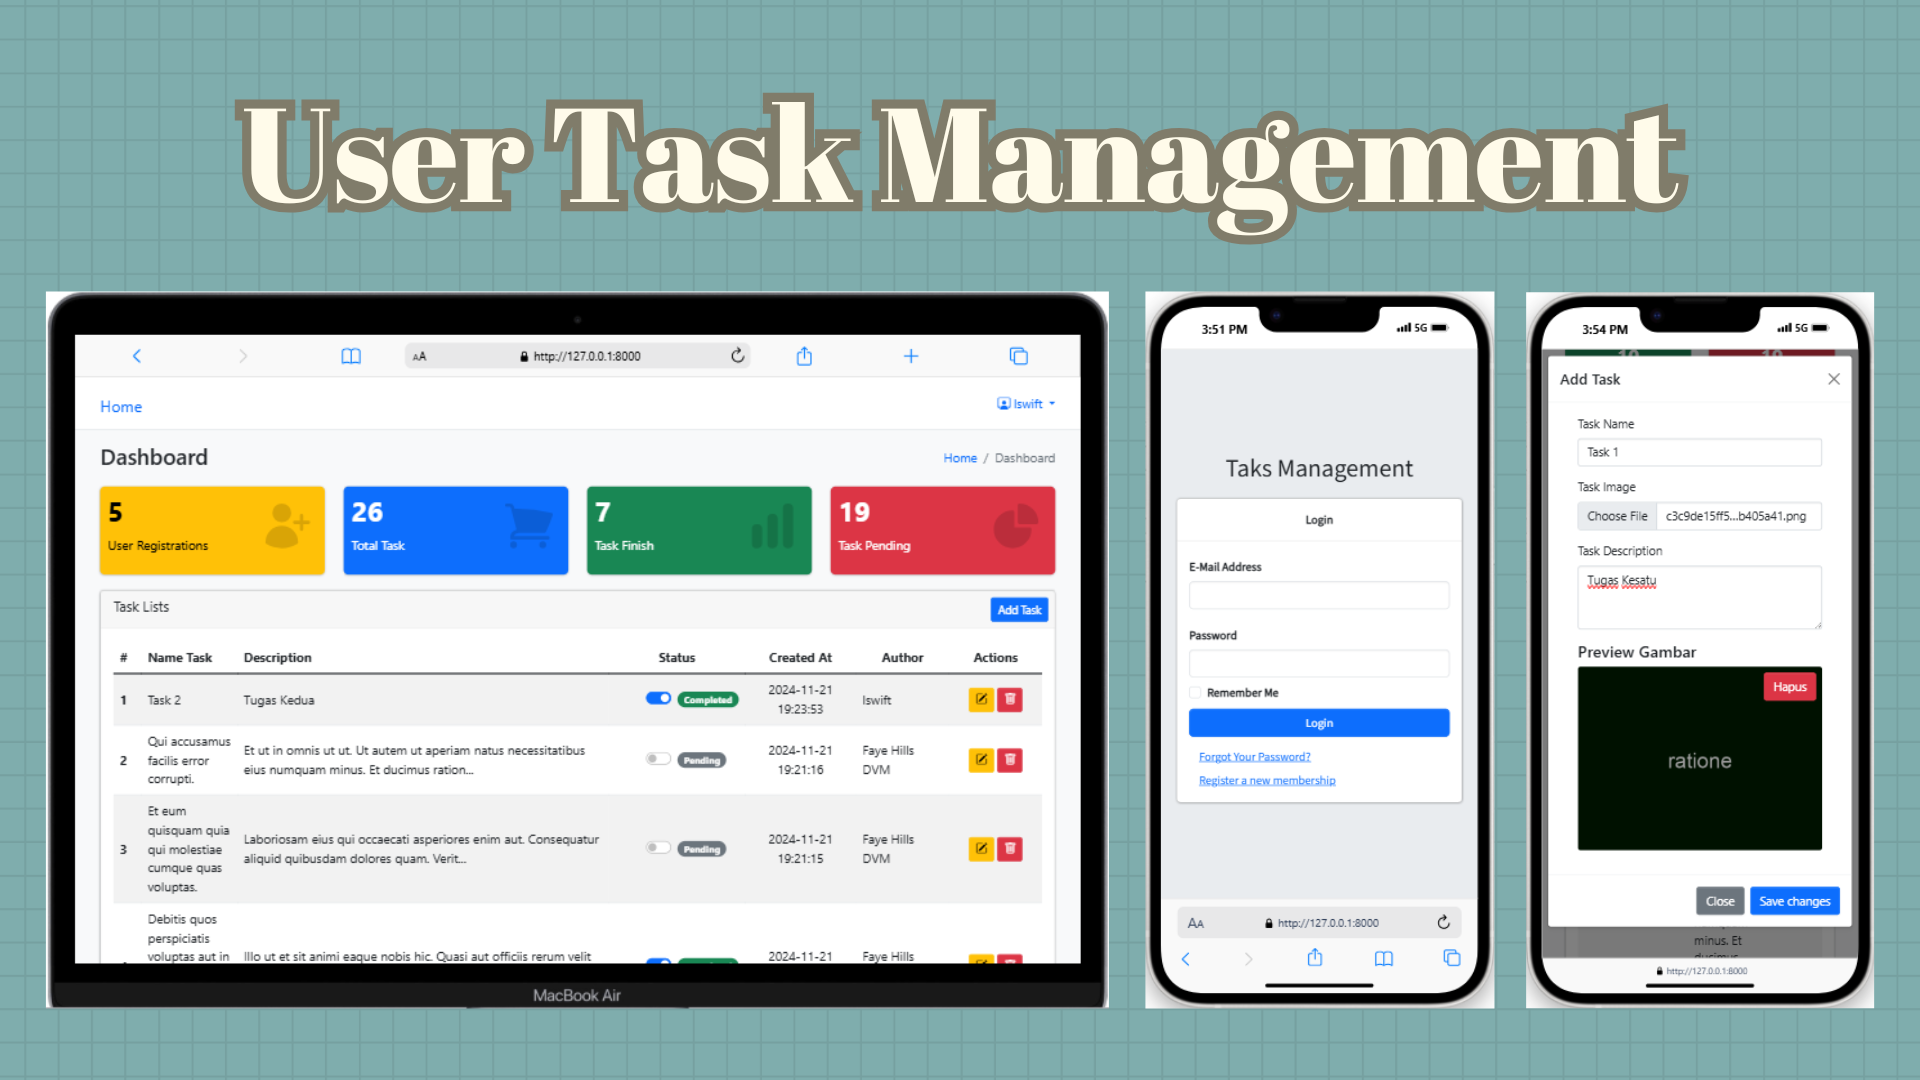 User Task Management
AA
http://127.0.0.1:8000
Home
lswift
Dashboard
Home / Dashboard
5
User Registrations
26
Total Task
7
Task Finish
19
Task Pending
Task Lists
Add Task
# Name Task Description Status Created At Author Actions
1 Task 2 Tugas Kedua Completed 2024-11-21 lswift
19:23:53
2 Qui accusamus Et ut in omnis ut ut. Ut autem ut aperiam natus necessitatibus Pending 2024-11-21 Faye Hills
facilis error eius numquam minus. Et ducimus ration... 19:21:16 DVM
corrupti.
Et eum
quisquam quia
3 qui molestiae Laboriosam eius qui occaecati asperiores enim aut. Consequatur Pending 2024-11-21 Faye Hills
cumque quas aliquid quibusdam dolores quam. Verit... 19:21:15 DVM
voluptas.
Debitis quos
perspiciatis
voluptas aut in Illo ut et sit animi eaque nobis hic. Quasi aut officiis rerum velit 2024-11-21 Faye Hills
MacBook Air
3:51 PM
5G
Taks Management
Login
E-Mail Address
Password
Remember Me
Login
Forgot Your Password?
Register a new membership
AA
http://127.0.0.1:8000
3:54 PM
5G
Add Task
Task Name
Task 1
Task Image
Choose File c3c9de15ff5...b405a41.png
Task Description
Tugas Kesatu
Preview Gambar
Hapus
ratione
Close
Save changes
minus. Et
http://127.0.0.1:8000